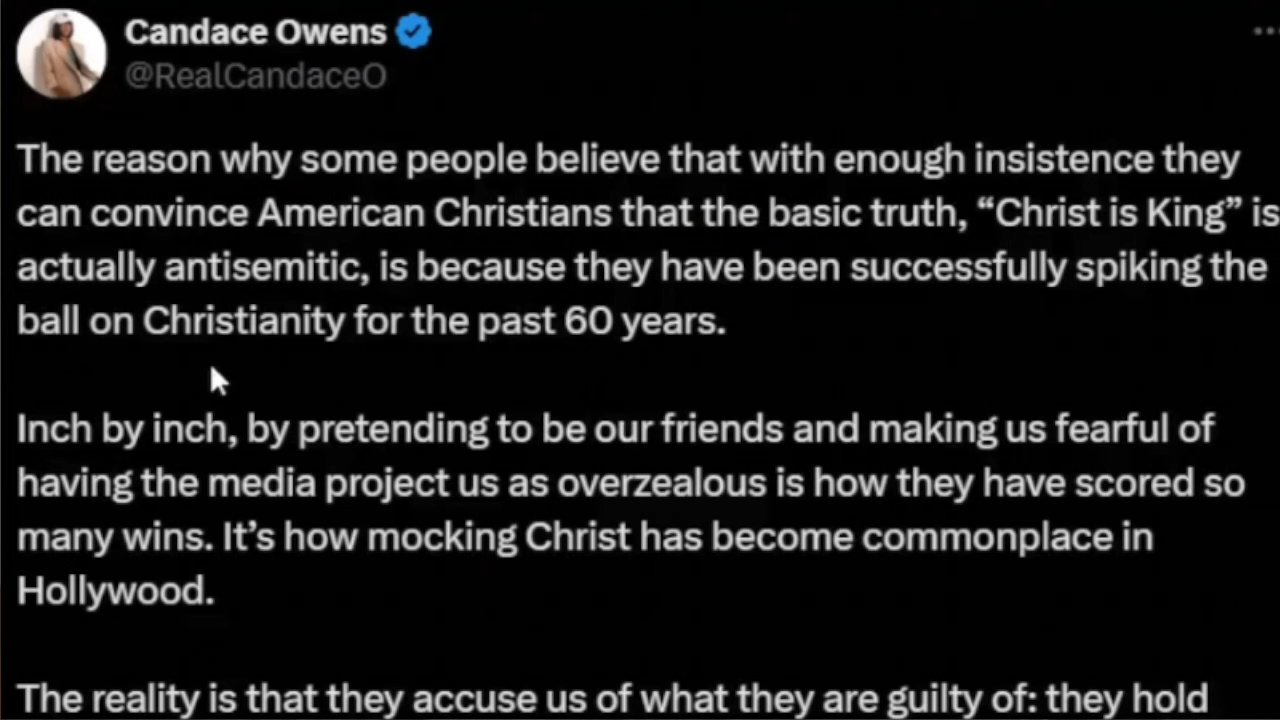 Candace Owens
@RealCandaceO
The reason why some people believe that with enough insistence they
can convince American Christians that the basic truth, “Christ is King” is
actually antisemitic, is because they have been successfully spiking the
ball on Christianity for the past 60 years.
Inch by inch, by pretending to be our friends and making us fearful of
having the media project us as overzealous is how they have scored so
many wins. It’s how mocking Christ has become commonplace in
Hollywood.
The reality is that they accuse us of what they are guilty of: they hold